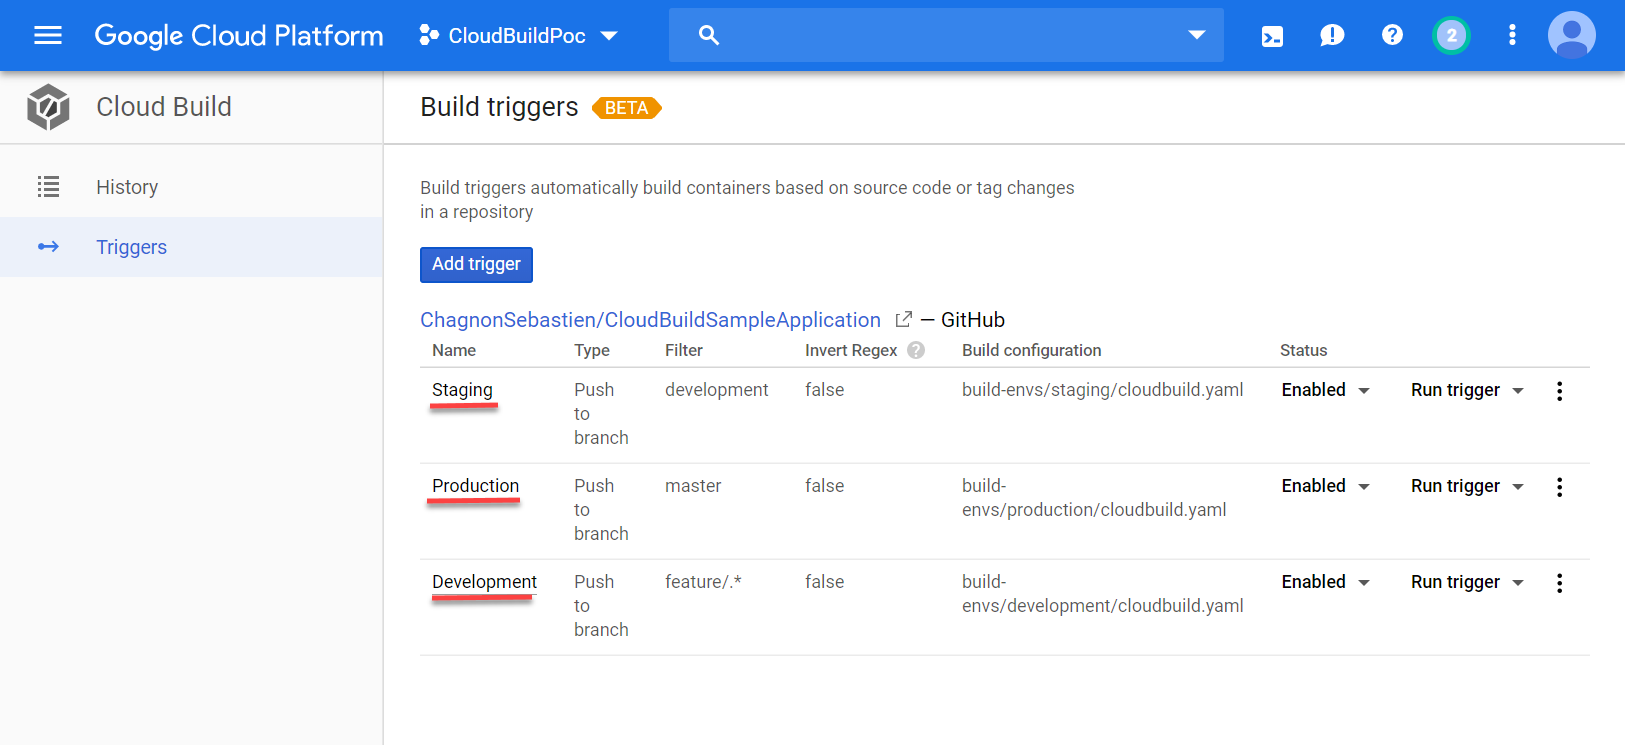 Google Cloud Platform CloudBuildPoc 2
Cloud Build
Build triggers BETA
History
Triggers
Build triggers automatically build containers based on source code or tag changes
in a repository
Add trigger
ChagnonSebastien/CloudBuildSampleApplication — GitHub
Name Type Filter Invert Regex ? Build configuration Status
Staging Push development false build-envs/staging/cloudbuild.yaml Enabled Run trigger
to
branch
Production Push master false build- Enabled Run trigger
to envs/production/cloudbuild.yaml
branch
Development Push feature/.* false build- Enabled Run trigger
to envs/development/cloudbuild.yaml
branch